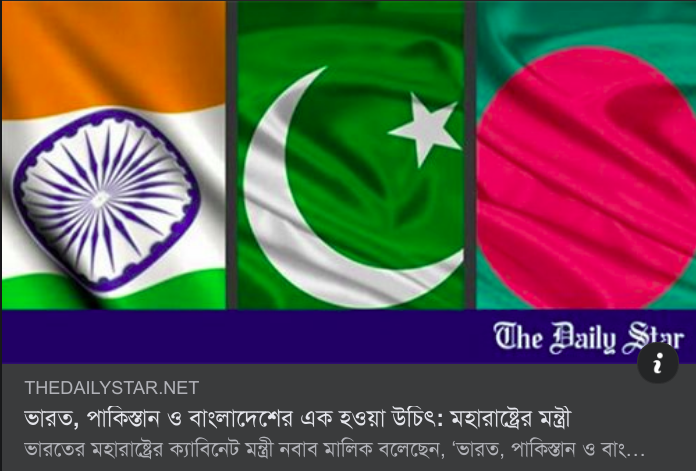 The Daily Star
i
THEDAILYSTAR.NET
ভারত, পাকিস্তান ও বাংলাদেশের এক হওয়া উচিৎ: মহারাষ্ট্রের মন্ত্রী
ভারতের মহারাষ্ট্রের ক্যাবিনেট মন্ত্রী নবাব মালিক বলেছেন, ‘ভারত, পাকিস্তান ও বাং...